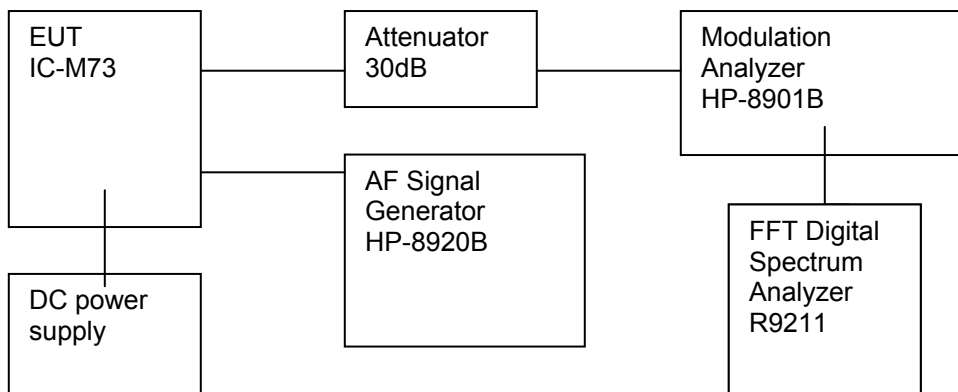 EUT
IC-M73
Attenuator
30dB
Modulation
Analyzer
HP-8901B
AF Signal
Generator
HP-8920B
FFT Digital
Spectrum
Analyzer
R9211
DC power
supply